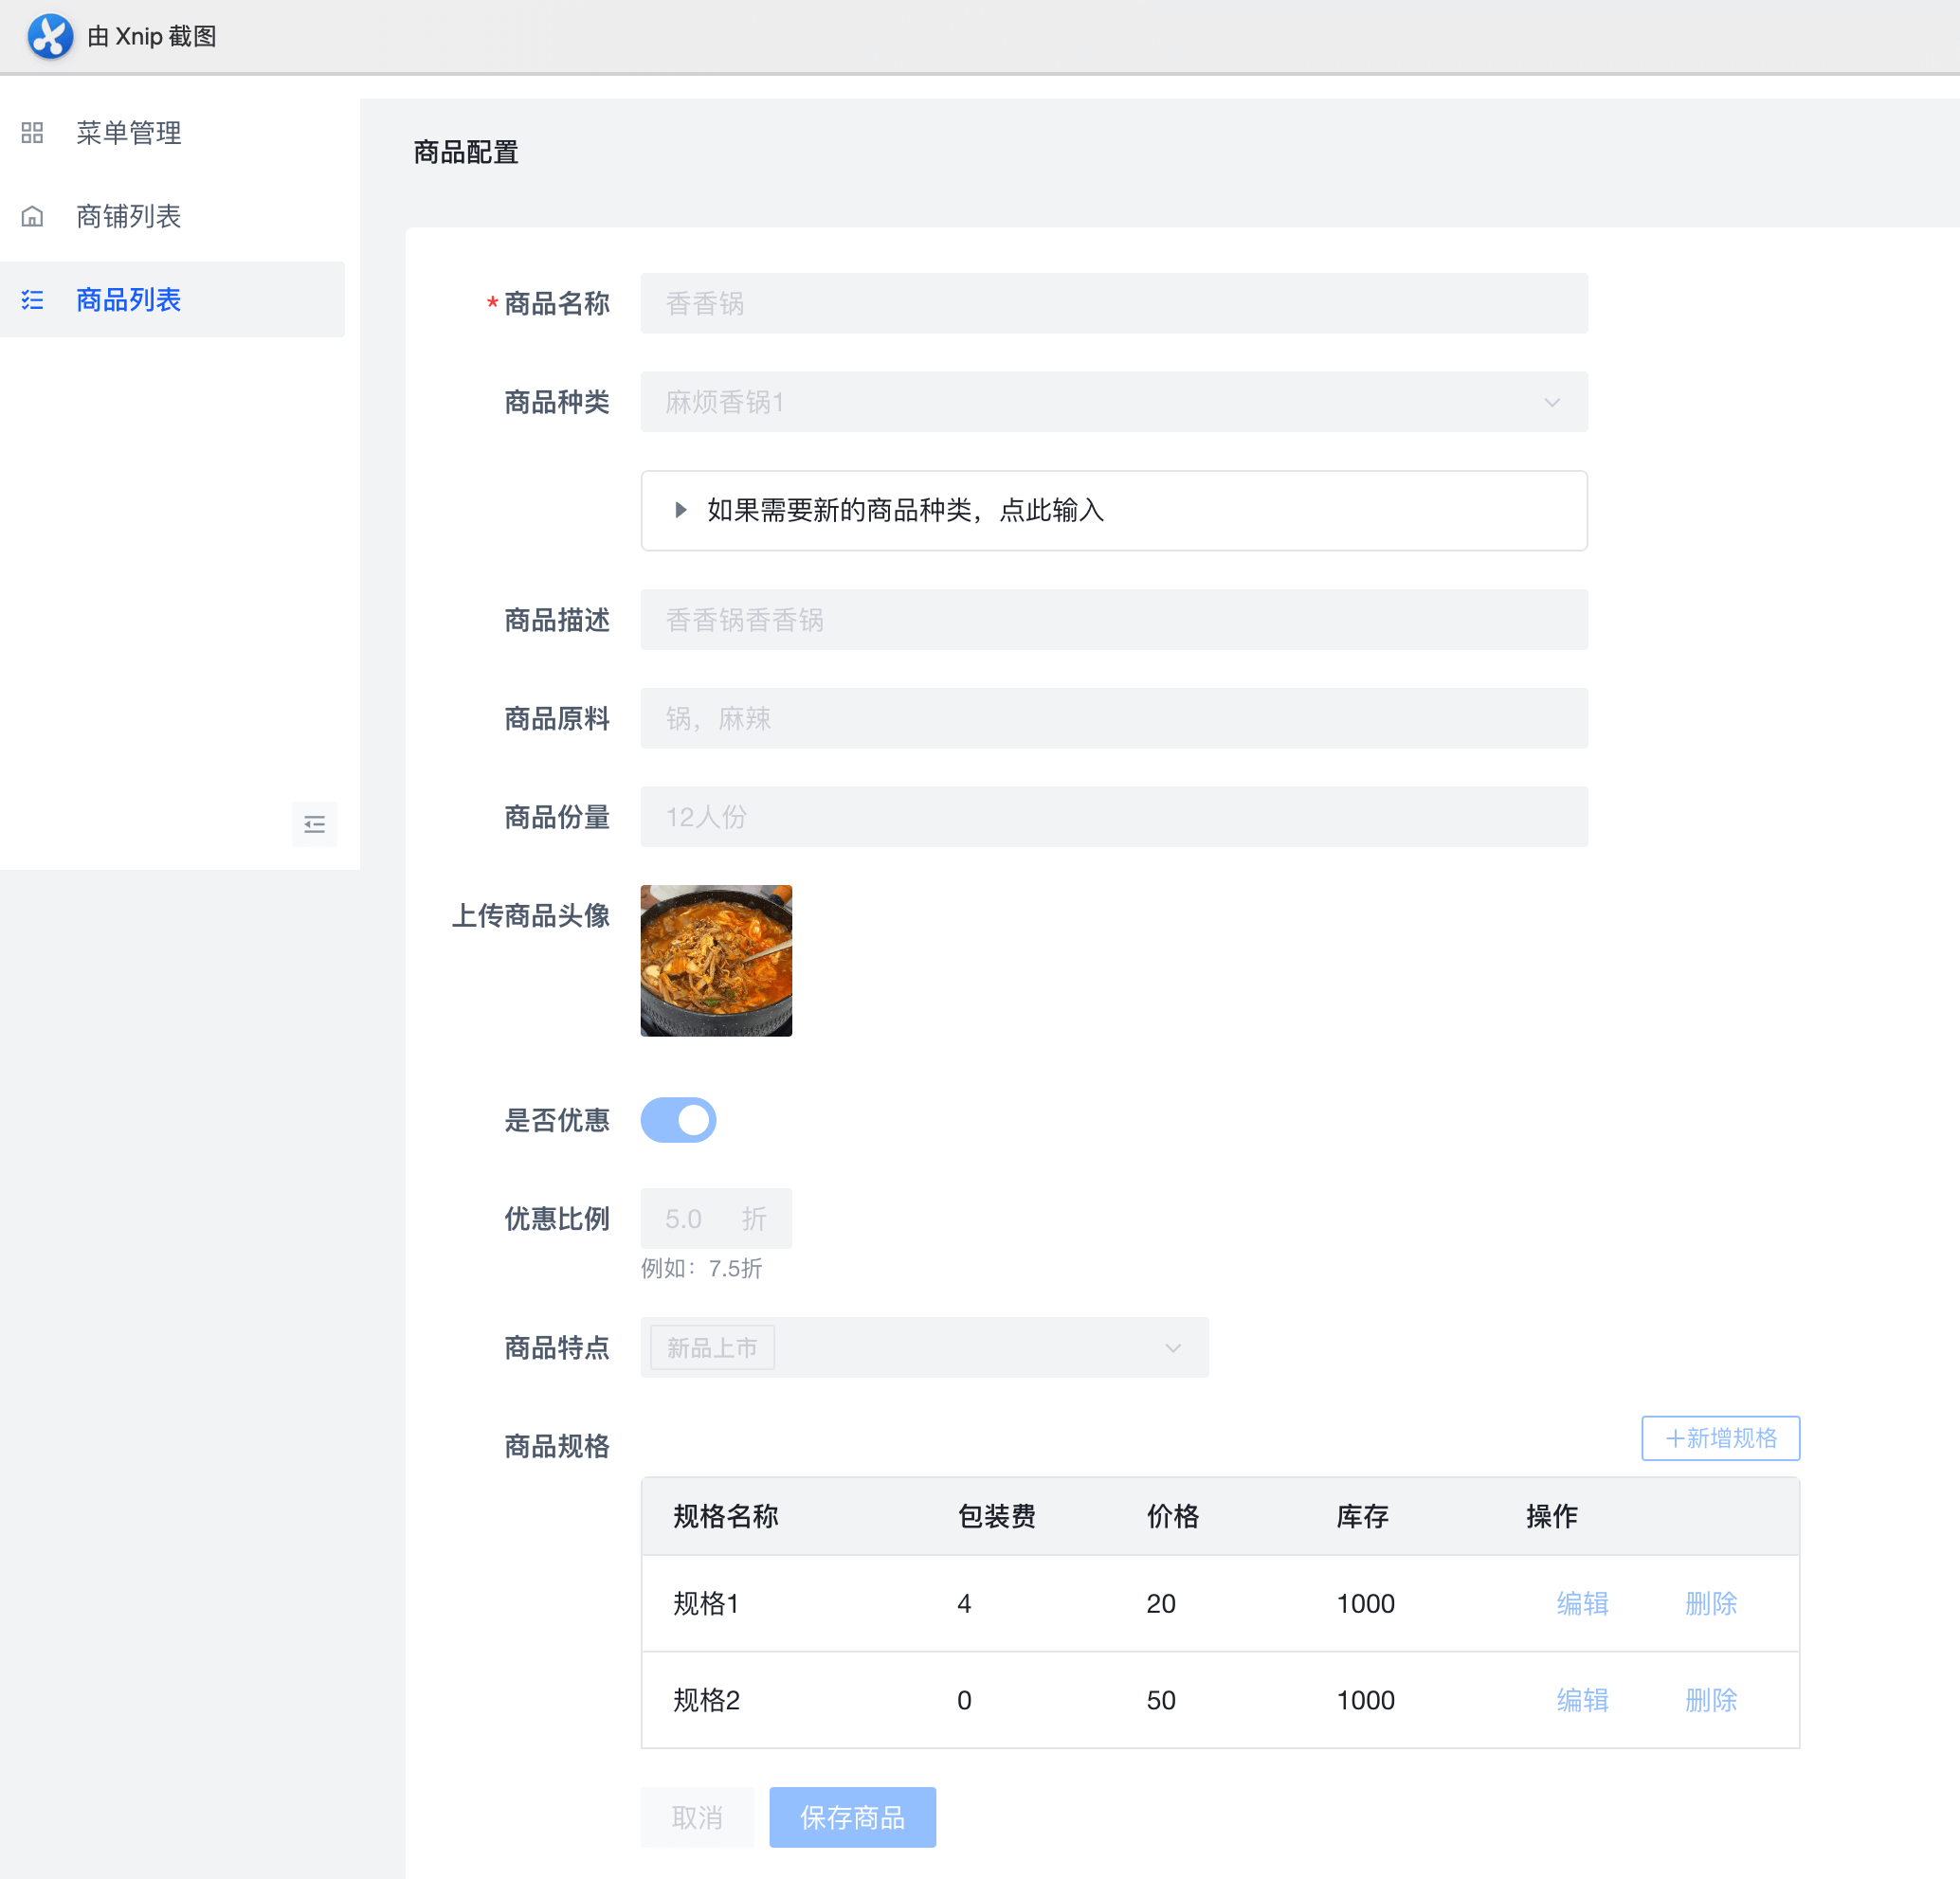 由 Xnip 截图
菜单管理
商铺列表
商品列表
商品配置
*商品名称 香香锅
商品种类 麻烦香锅1
如果需要新的商品种类，点此输入
商品描述 香香锅香香锅
商品原料 锅，麻辣
商品份量 12人份
上传商品头像
是否优惠
优惠比例 5.0 折
例如：7.5折
商品特点 新品上市
商品规格 +新增规格
规格名称 包装费 价格 库存 操作
规格1 4 20 1000 编辑 删除
规格2 0 50 1000 编辑 删除
取消 保存商品